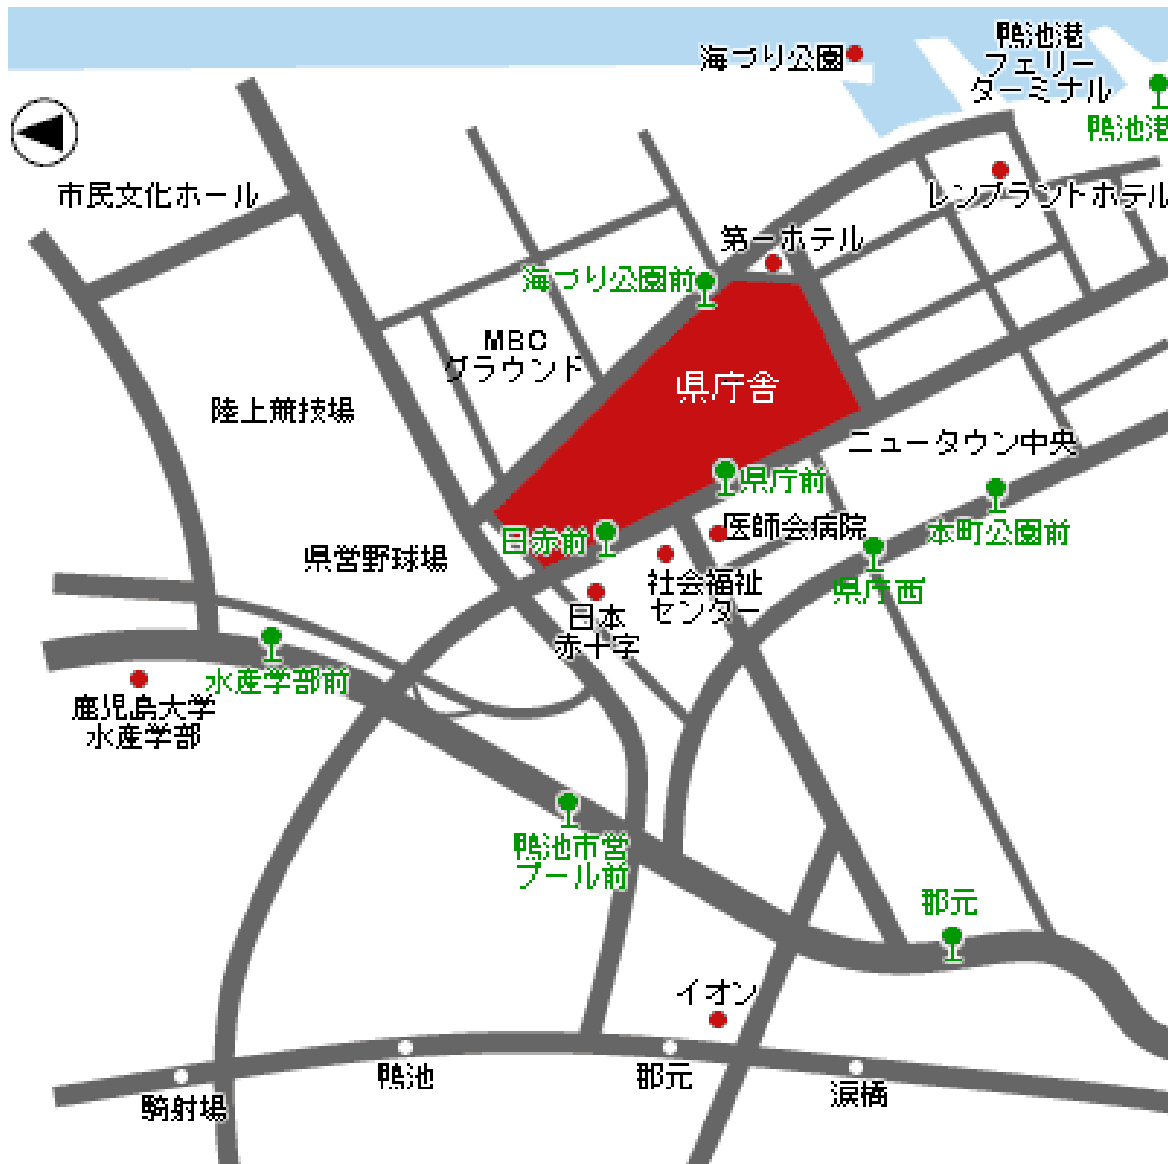 鴨池港
フェリー
ターミナル
海づり公園
鴨池港
市民文化ホール
レンブラントホテル
第一ホテル
海づり公園前
MBC
グラウンド
県庁舎
陸上競技場
ニュータウン中央
県庁前
医師会病院
本町公園前
日赤前
県営野球場
社会福祉
センター
県庁西
日本
赤十字
水産学部前
鹿児島大学
水産学部
鴨池市営
プール前
郡元
イオン
鴨池
郡元
涙橋
騎射場